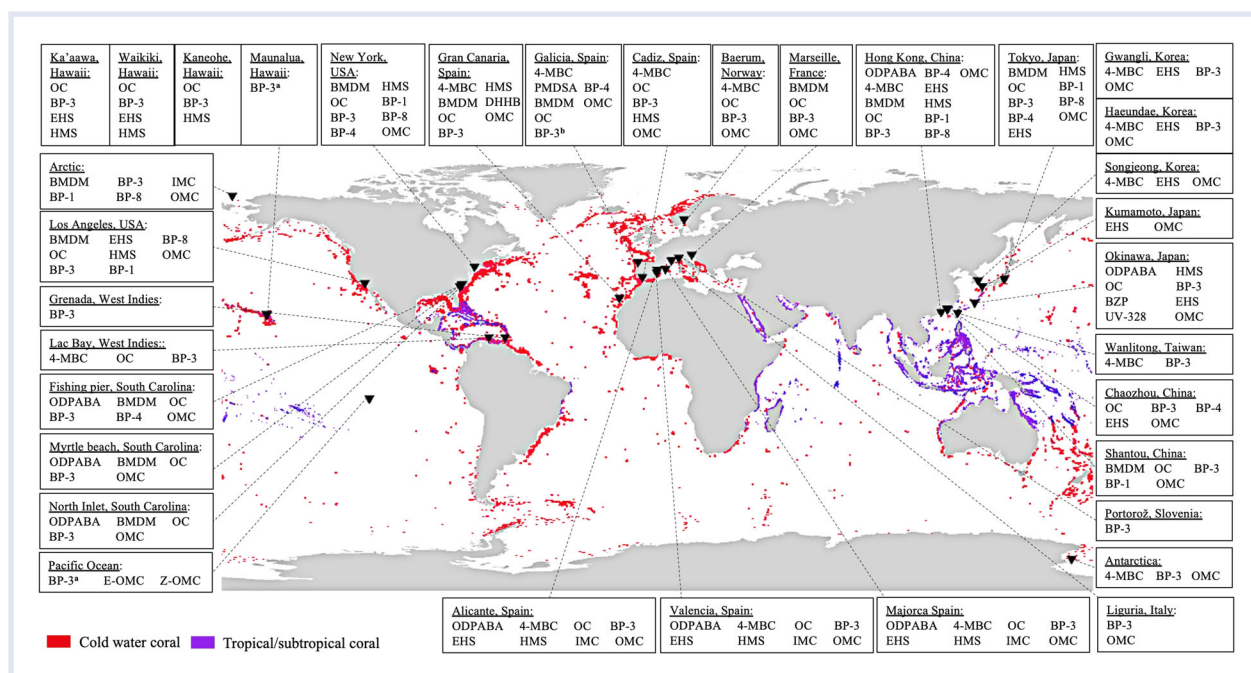 Ka'aawa,
Hawaii:
OC
BP-3
EHS
HMS
Waikiki,
Hawaii:
OC
BP-3
EHS
HMS
Kaneohe,
Hawaii:
OC
BP-3
HMS
Maunalua,
Hawaii:
BP-3ᵃ
New York,
USA:
BMDM HMS
OC BP-1
BP-3 BP-8
BP-4 OMC
Gran Canaria,
Spain:
4-MBC HMS
BMDM DHHB
OC OMC
BP-3
Galicia, Spain:
4-MBC
PMDSA BP-4
BMDM OMC
OC
BP-3ᵇ
Cadiz, Spain:
4-MBC
OC
BP-3
HMS
OMC
Baerum,
Norway:
4-MBC
OC
BP-3
OMC
Marseille,
France:
BMDM
OC
BP-3
OMC
Hong Kong, China:
ODPABA BP-4 OMC
4-MBC EHS
BMDM HMS
OC BP-1
BP-3 BP-8
Tokyo, Japan:
BMDM HMS
OC BP-1
BP-3 BP-8
BP-4 OMC
EHS
Gwangli, Korea:
4-MBC EHS BP-3
OMC
Haeundae, Korea:
4-MBC EHS BP-3
OMC
Songjeong, Korea:
4-MBC EHS OMC
Kumamoto, Japan:
EHS OMC
Okinawa, Japan:
ODPABA HMS
OC BP-3
BZP EHS
UV-328 OMC
Wanlitong, Taiwan:
4-MBC BP-3
Chaozhou, China:
OC BP-3 BP-4
EHS OMC
Shantou, China:
BMDM OC BP-3
BP-1 OMC
Portorož, Slovenia:
BP-3
Antarctica:
4-MBC BP-3 OMC
Liguria, Italy:
BP-3
OMC
Arctic:
BMDM BP-3 IMC
BP-1 BP-8 OMC
Los Angeles, USA:
BMDM EHS BP-8
OC HMS OMC
BP-3 BP-1
Grenada, West Indies:
BP-3
Lac Bay, West Indies::
4-MBC OC BP-3
Fishing pier, South Carolina:
ODPABA BMDM OC
BP-3 BP-4 OMC
Myrtle beach, South Carolina:
ODPABA BMDM OC
BP-3 OMC
North Inlet, South Carolina:
ODPABA BMDM OC
BP-3 OMC
Pacific Ocean:
BP-3ᵃ E-OMC Z-OMC
Alicante, Spain:
ODPABA 4-MBC OC BP-3
EHS HMS IMC OMC
Valencia, Spain:
ODPABA 4-MBC OC BP-3
EHS HMS IMC OMC
Majorca Spain:
ODPABA 4-MBC OC BP-3
EHS HMS IMC OMC
Cold water coral
Tropical/subtropical coral